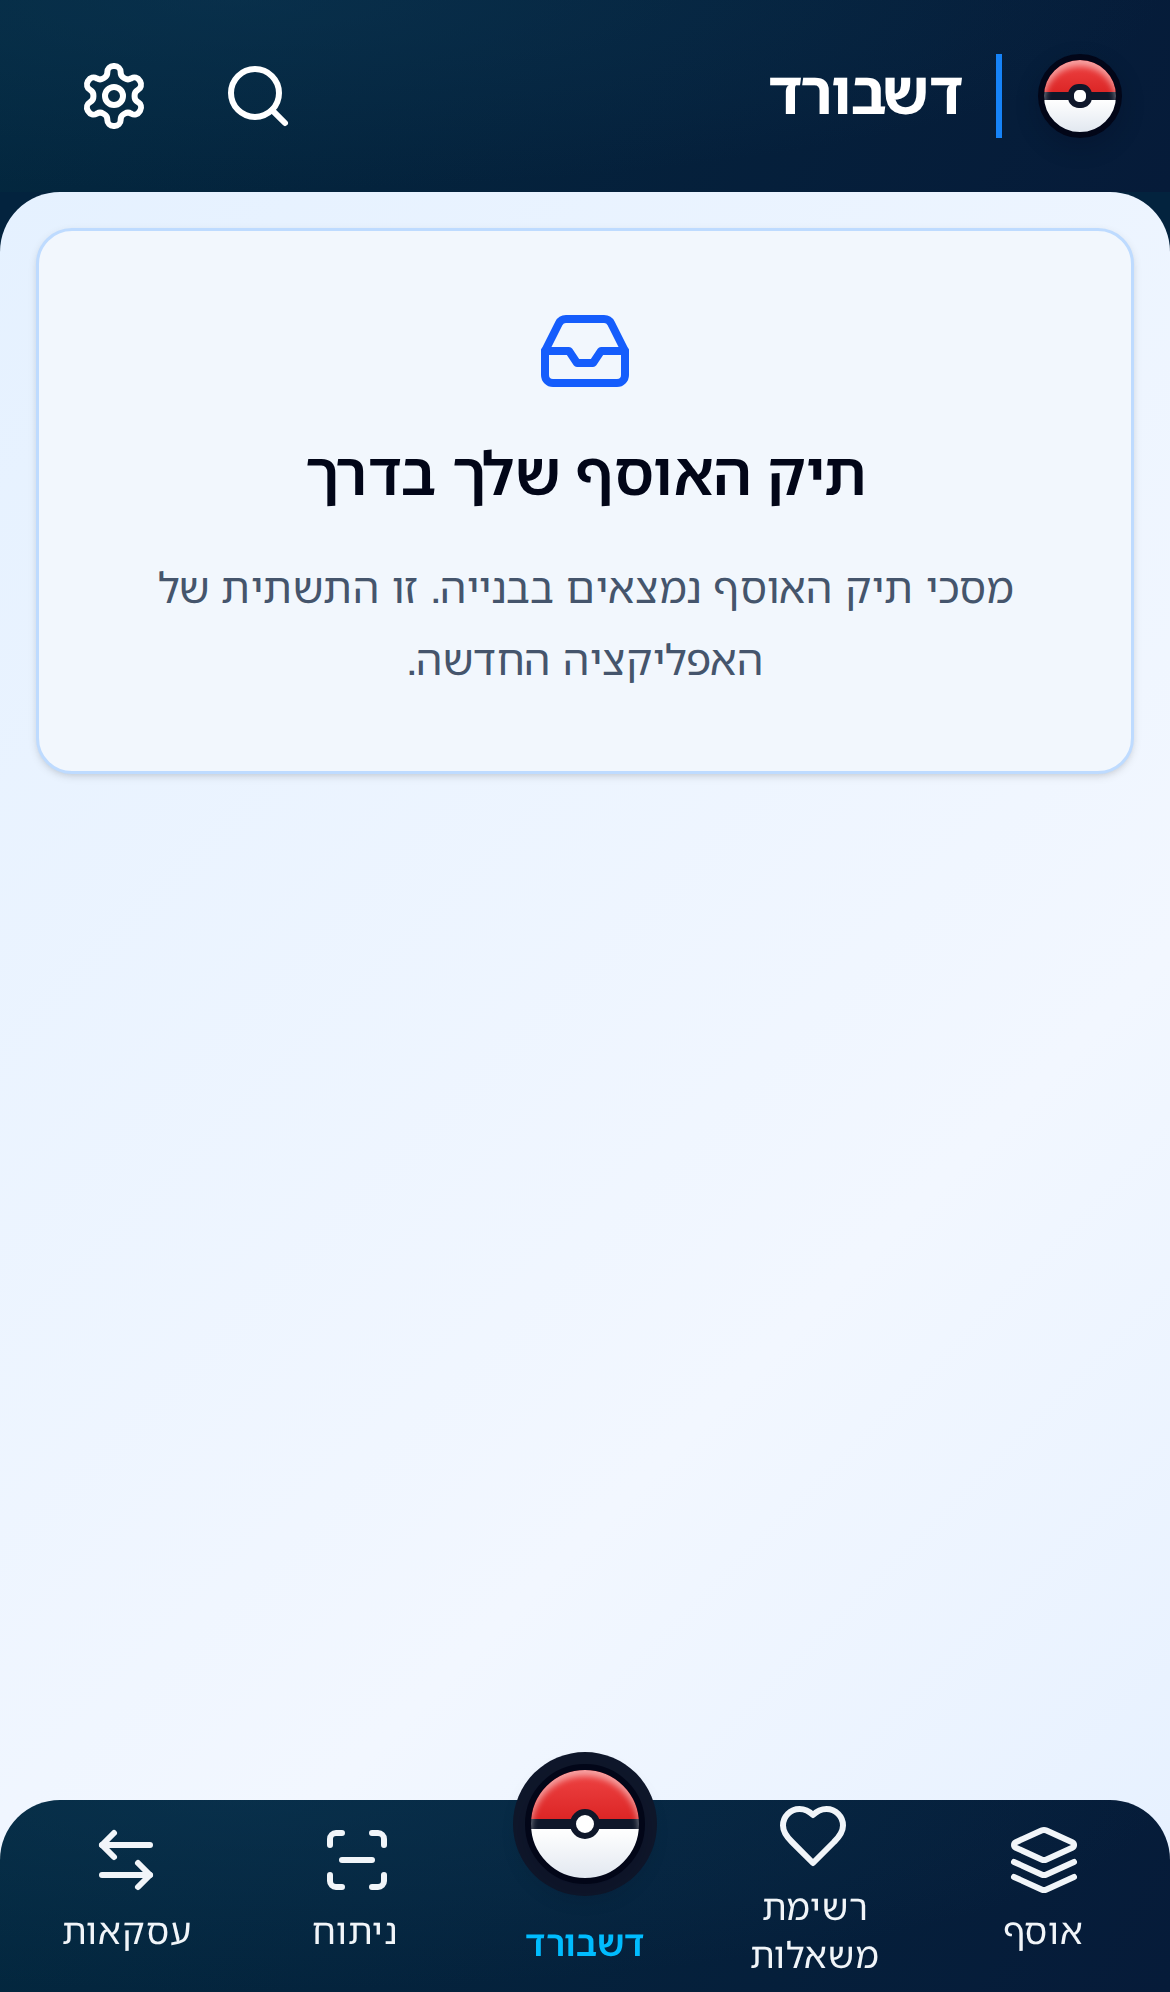 דשבורד
תיק האוסף שלך בדרך
מסכי תיק האוסף נמצאים בבנייה. זו התשתית של
האפליקציה החדשה.
אוסף
רשימת
משאלות
דשבורד
ניתוח
עסקאות